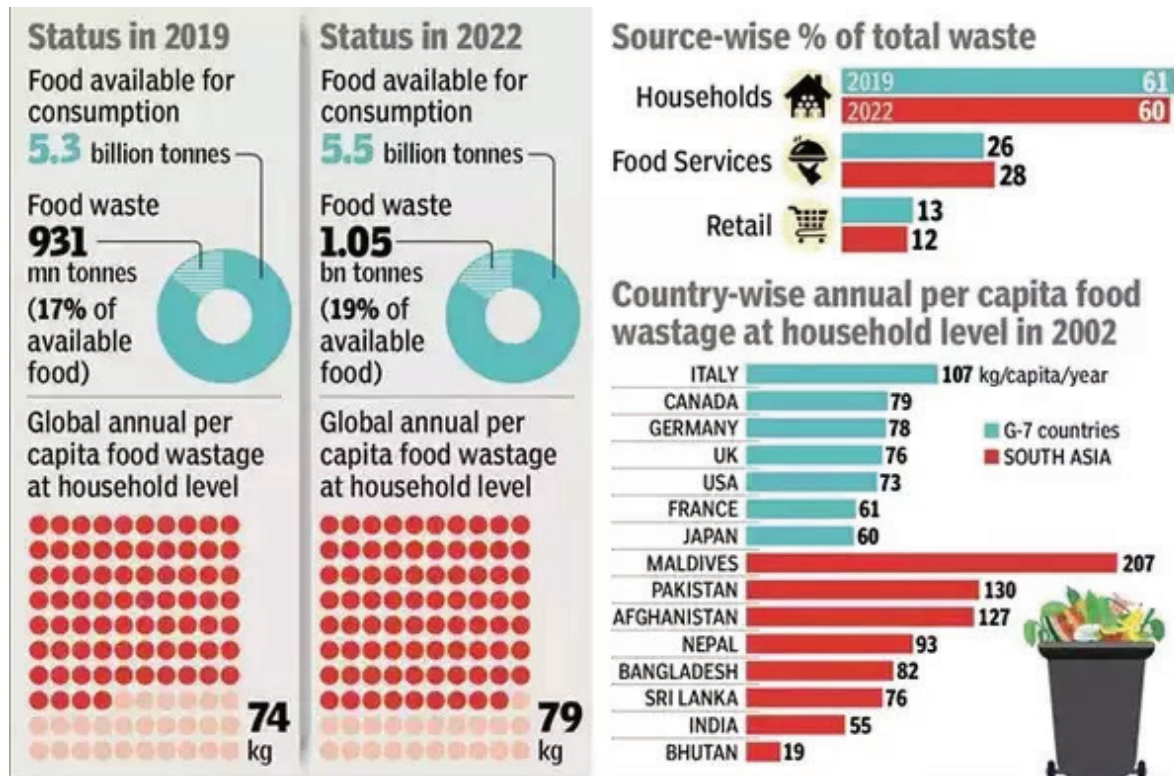 Status in 2019
Food available for
consumption
5.3 billion tonnes
Food waste
931
mn tonnes
(17% of
available
food)
Global annual per
capita food wastage
at household level
74
kg
Status in 2022
Food available for
consumption
5.5 billion tonnes
Food waste
1.05
bn tonnes
(19% of
available
food)
Global annual per
capita food wastage
at household level
79
kg
Source-wise % of total waste
Households 2019 61
2022 60
Food Services 26
28
Retail 13
12
Country-wise annual per capita food
wastage at household level in 2002
ITALY 107 kg/capita/year
CANADA 79
GERMANY 78
UK 76
USA 73
FRANCE 61
JAPAN 60
G-7 countries
SOUTH ASIA
MALDIVES 207
PAKISTAN 130
AFGHANISTAN 127
NEPAL 93
BANGLADESH 82
SRI LANKA 76
INDIA 55
BHUTAN 19